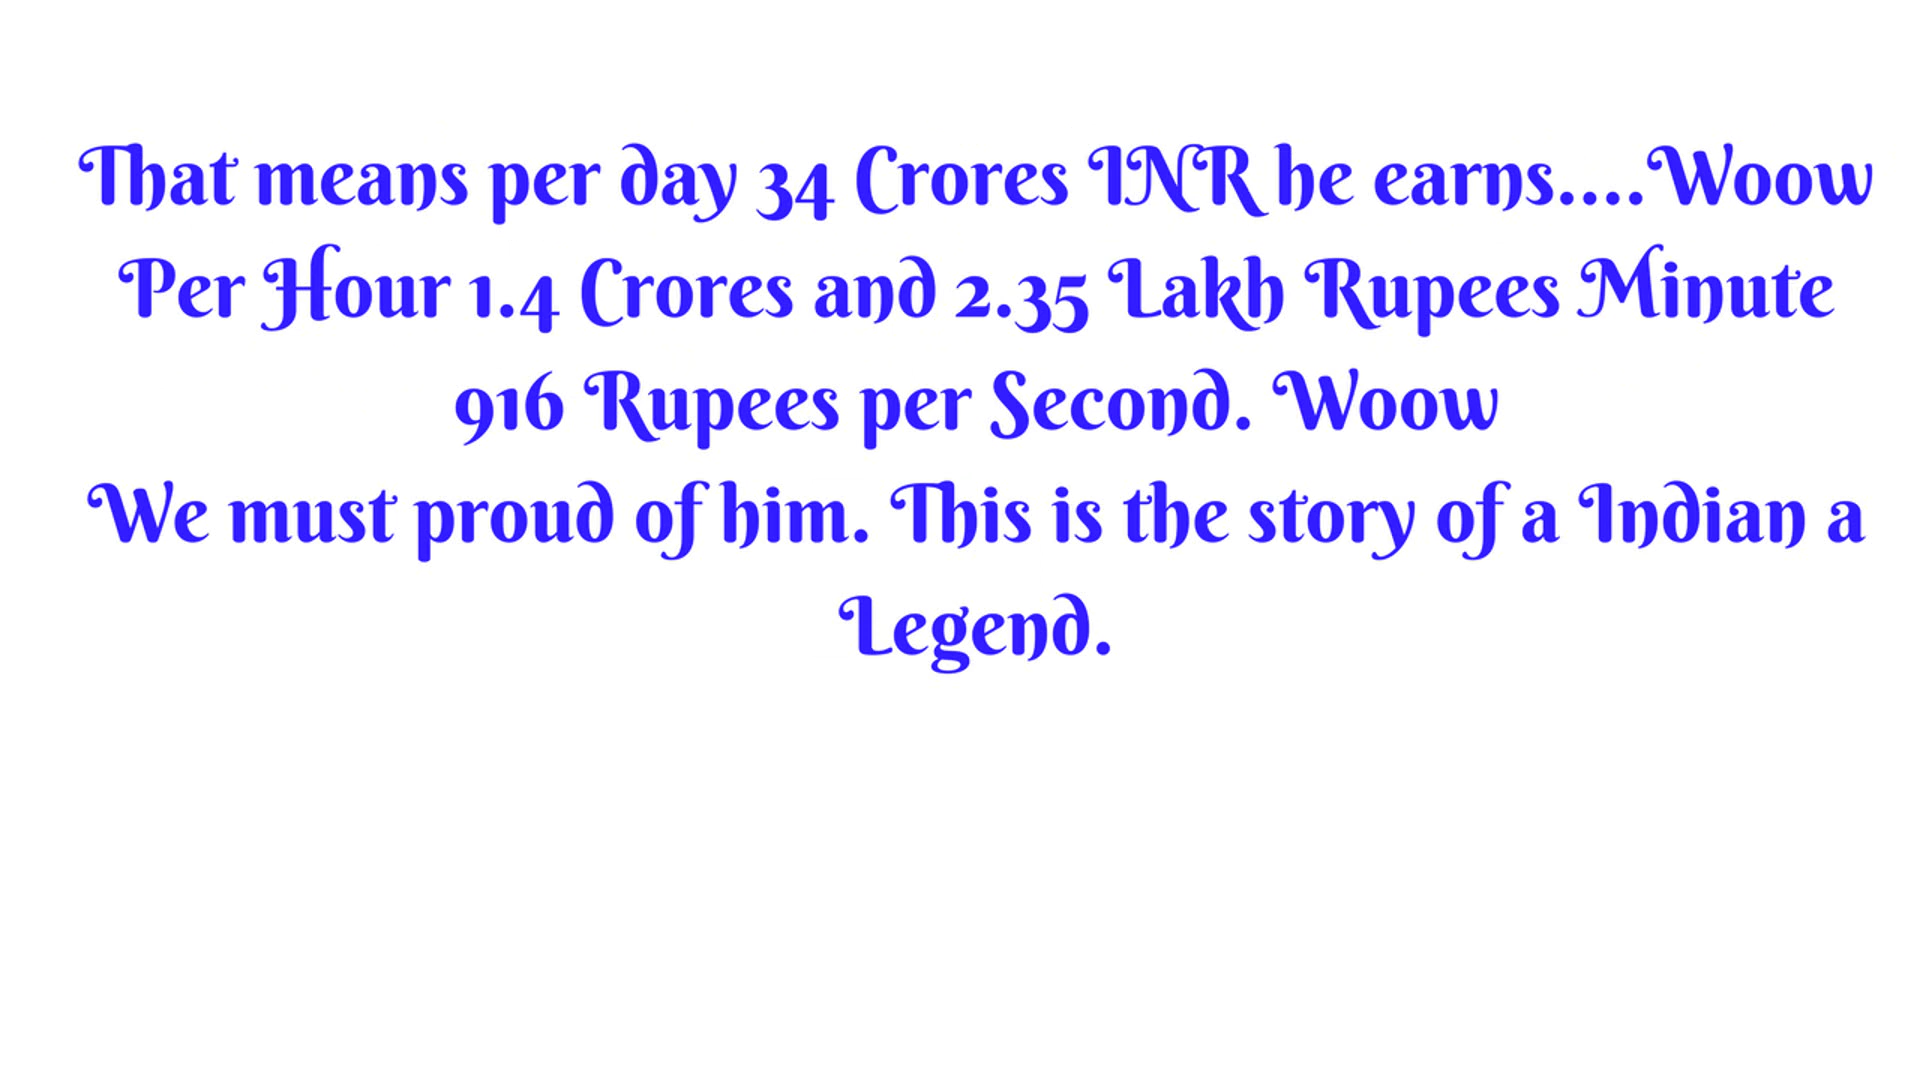 That means per day 34 Crores INR he earns....Woow
Per Hour 1.4 Crores and 2.35 Lakh Rupees Minute
916 Rupees per Second. Woow
We must proud of him. This is the story of a Indian a
Legend.